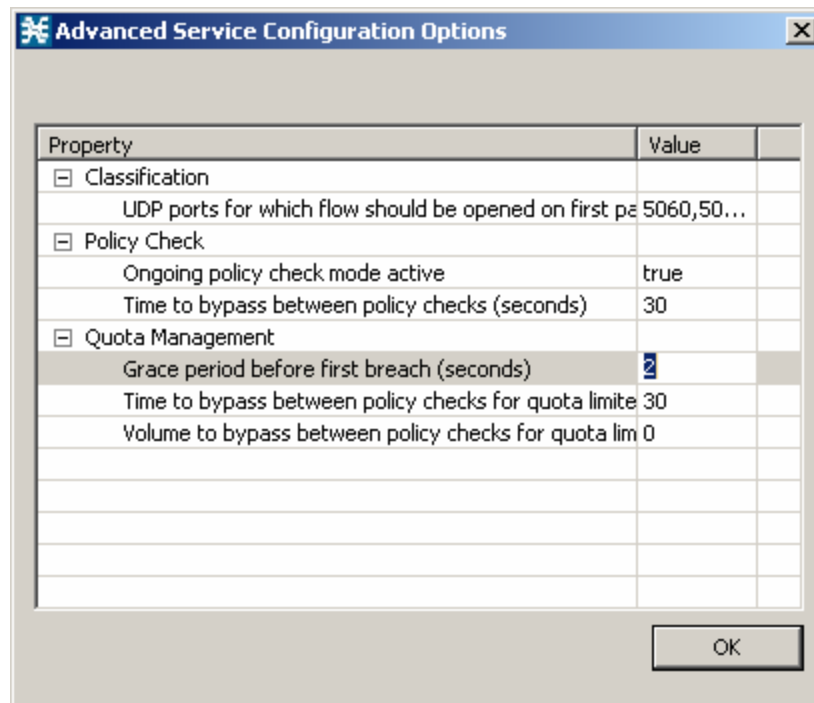 Advanced Service Configuration Options
Property Value
Classification
UDP ports for which flow should be opened on first pa 5060,50...
Policy Check
Ongoing policy check mode active true
Time to bypass between policy checks (seconds) 30
Quota Management
Grace period before first breach (seconds) 2
Time to bypass between policy checks for quota limite 30
Volume to bypass between policy checks for quota lim 0
OK